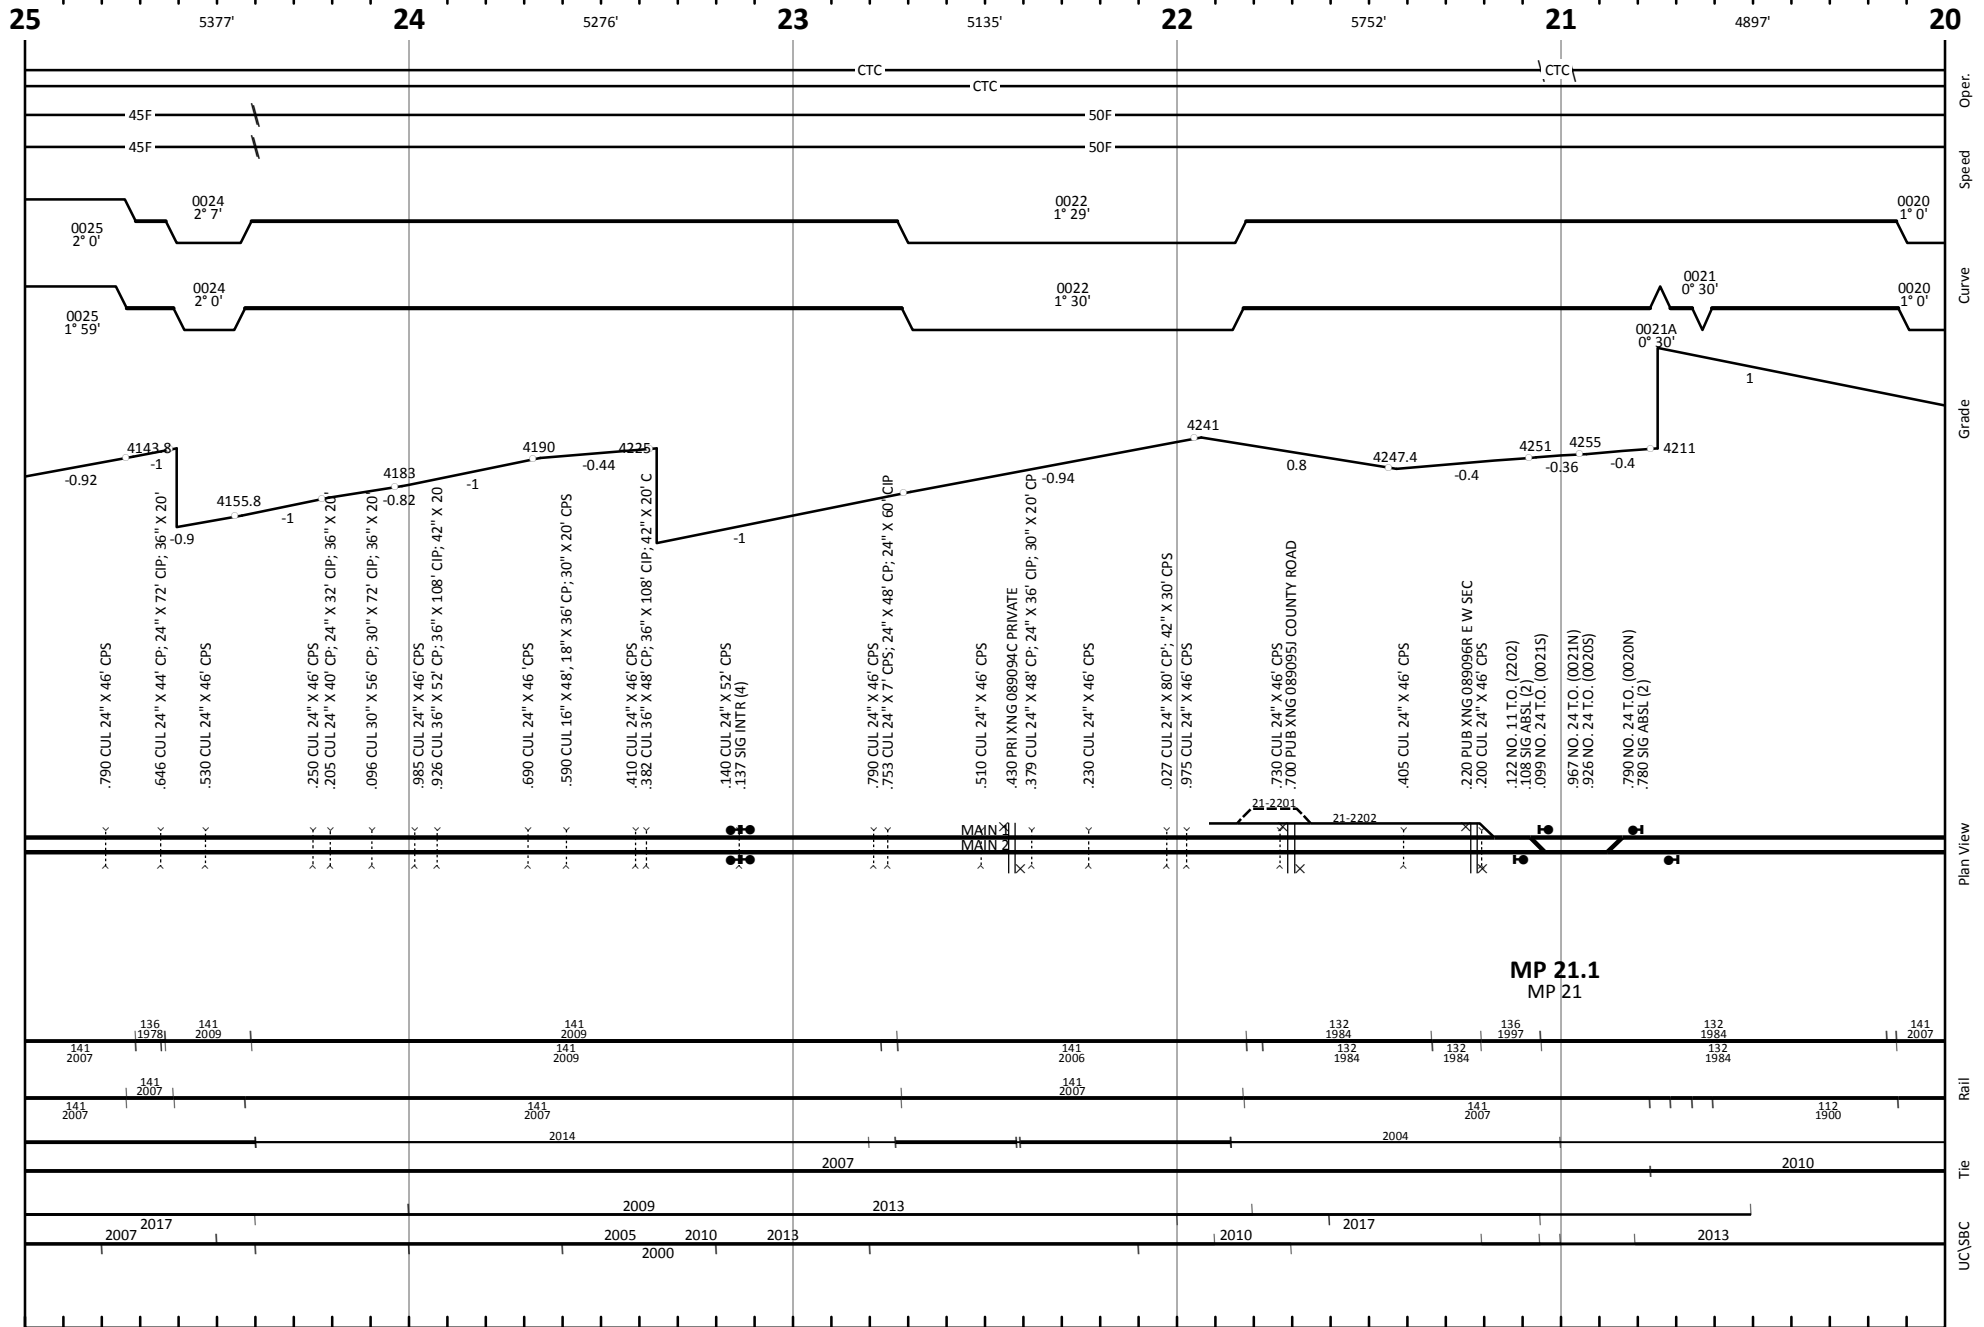 25 5377' 24 5276' 23 5135' 22 5752' 21 4897' 20
CTC CTC
CTC
Oper.
45F 50F
45F 50F
Speed
0024 0022 0020
2° 7' 1° 29' 1° 0'
0025
2° 0'
Curve
0024 0022 0021 0020
2° 0' 1° 30' 0° 30' 1° 0'
0025
1° 59'
0021A
0° 30'
1
Grade
4143.8 4190 4225 4241 4247.4 4251 4255 4211
-0.92 -1 4155.8 4183 -0.44 -0.94 0.8 -0.4 -0.36 -0.4
-0.9 -1 -0.82 -1 -1
.790 CUL 24" X 46' CPS
.646 CUL 24" X 44' CP; 24" X 72' CIP; 36" X 20'
.530 CUL 24" X 46' CPS
.250 CUL 24" X 46' CPS
.205 CUL 24" X 40' CP; 24" X 32' CIP; 36" X 20'
.096 CUL 30" X 56' CP; 30" X 72' CIP; 36" X 20'
.985 CUL 24" X 46' CPS
.926 CUL 36" X 52' CP; 36" X 108' CIP; 42" X 20
.690 CUL 24" X 46 'CPS
.590 CUL 16" X 48', 18" X 36' CP; 30" X 20' CPS
.410 CUL 24" X 46' CPS
.382 CUL 36" X 48' CP; 36" X 108' CIP; 42" X 20' C
.140 CUL 24" X 52' CPS
.137 SIG INTR (4)
.790 CUL 24" X 46' CPS
.753 CUL 24" X 7' CPS; 24" X 48' CP; 24" X 60' CIP
.510 CUL 24" X 46' CPS
.430 PRI XNG 089094C PRIVATE
.379 CUL 24" X 48' CP; 24" X 36' CIP; 30" X 20' CP
.230 CUL 24" X 46' CPS
.027 CUL 24" X 80' CP'; 42" X 30' CPS
.975 CUL 24" X 46' CPS
.730 CUL 24" X 46' CPS
.700 PUB XNG 089095J COUNTY ROAD
.405 CUL 24" X 46' CPS
.220 PUB XNG 089096R E W SEC
.200 CUL 24" X 46' CPS
.122 NO. 11 T.O. (2202)
.108 SIG ABSL (2)
.099 NO. 24 T.O. (0021S)
.967 NO. 24 T.O. (0021N)
.926 NO. 24 T.O. (0020S)
.790 NO. 24 T.O. (0020N)
.780 SIG ABSL (2)
21-2201
21-2202
MAIN 1
MAIN 2
Plan View
MP 21.1
MP 21
136 141 141 132 136 132 141
1978 2009 2009 1984 1997 1984 2007
141 141 141 132 132 132
2007 2009 2006 1984 1984 1984
141 141
2007 2007
Rail
141 141 141 112
2007 2007 2007 1900
2014 2004
2007 2010
Tie
2009 2013
2017 2017
2007 2005 2010 2013 2010 2013
2000
UC\SBC